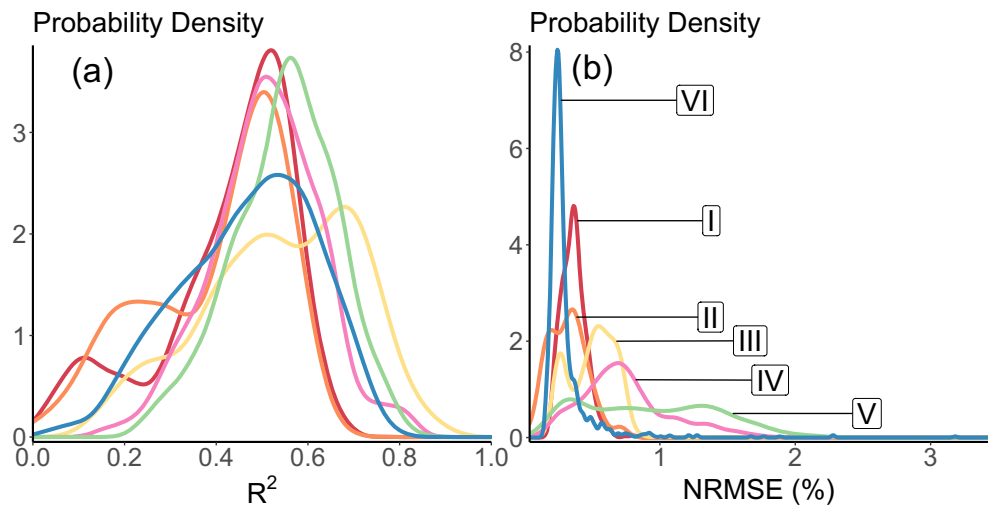 Probability Density
(a)
3
2
1
0
0.0 0.2 0.4 0.6 0.8 1.0
R²
Probability Density
(b)
8
6
4
2
0
VI
I
II
III
IV
V
1 2 3
NRMSE (%)